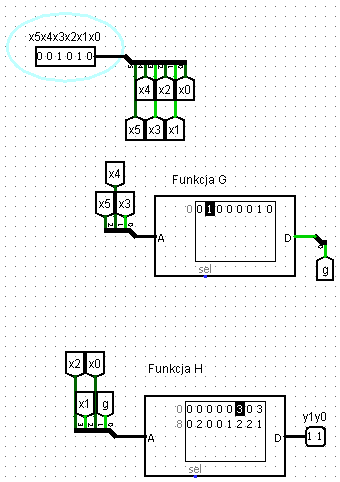 x5x4x3x2x1x0
0 0 1 0 1 0
x4 x2 x0
x5 x3 x1
x4
Funkcja G
x5 x3
0 0 1 0 0 0 0 1 0
A D
sel
g
x2 x0
Funkcja H
x1 g
0 0 0 0 0 0 3 0 3
8 0 2 0 0 1 2 2 1
y1y0
A D 1 1
sel